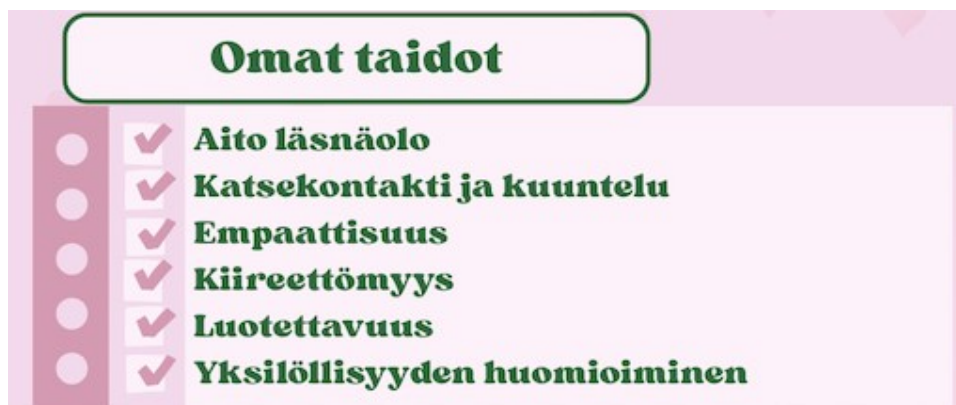 Omat taidot
Aito läsnäolo
Katsekontakti ja kuuntelu
Empaattisuus
Kiireettömyys
Luotettavuus
Yksilöllisyyden huomioiminen